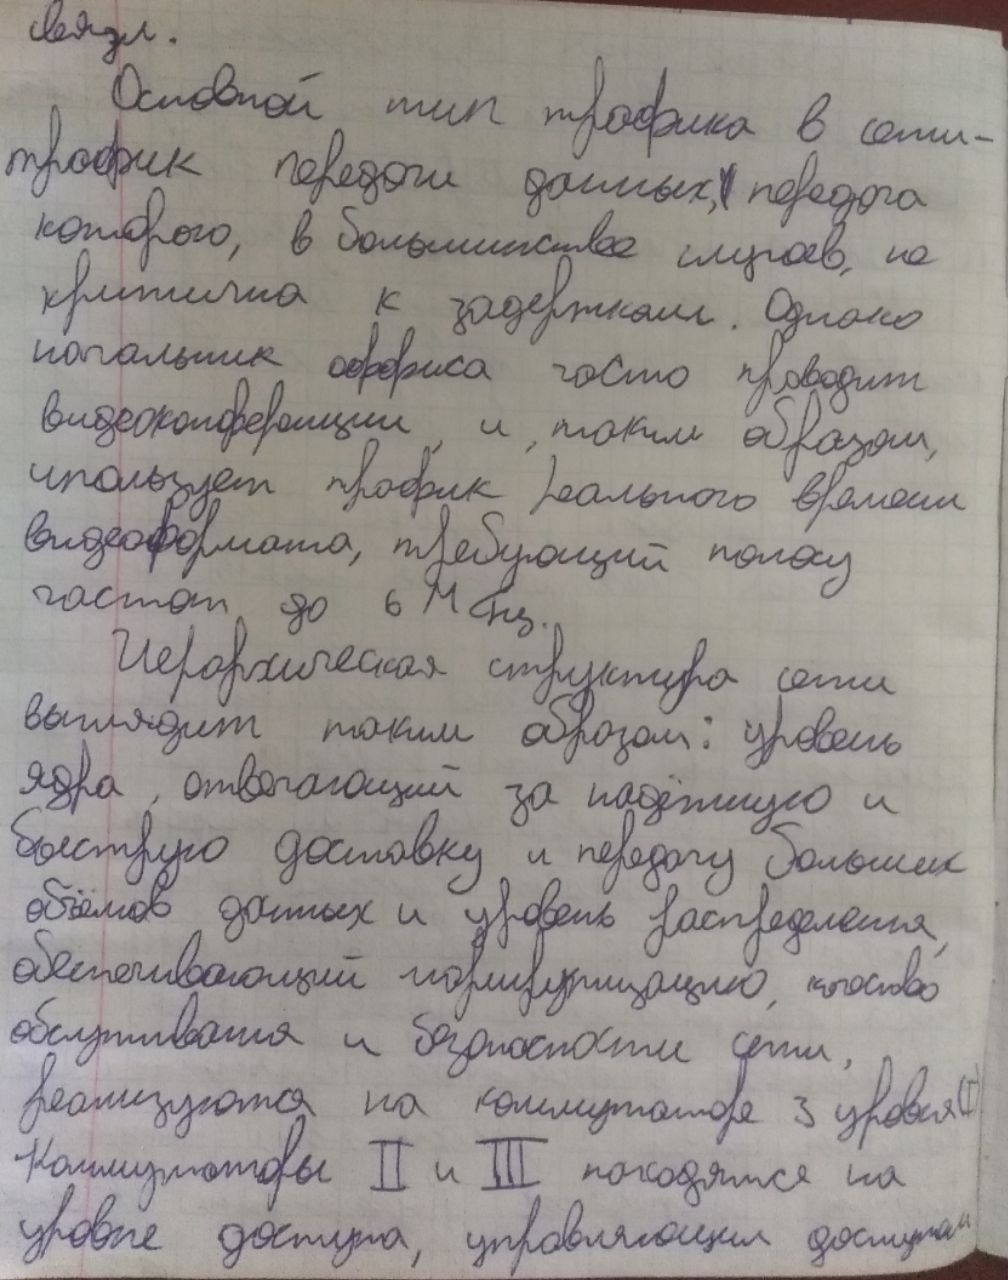 связи.
Основной тип трафика в сети-
трафик передачи данных, передача
которого, в большинстве случаев, не
критична к задержкам. Однако
начальник оффиса часто проводит
видеоконференции, и, таким образом,
использует трафик реального времени
видеоформата, требующий полосу
частот до 6 МГц.
Иерархическая структура сети
выглядит таким образом: уровень
ядра, отвечающий за надёжную и
быструю доставку и передачу больших
объёмов данных и уровень распределения,
обеспечивающий маршрутизацию, качество
обслуживания и безопасности сети,
реализуются на коммутаторе 3 уровня (I)
Коммутаторы II и III находятся на
уровне доступа, управляющим доступом